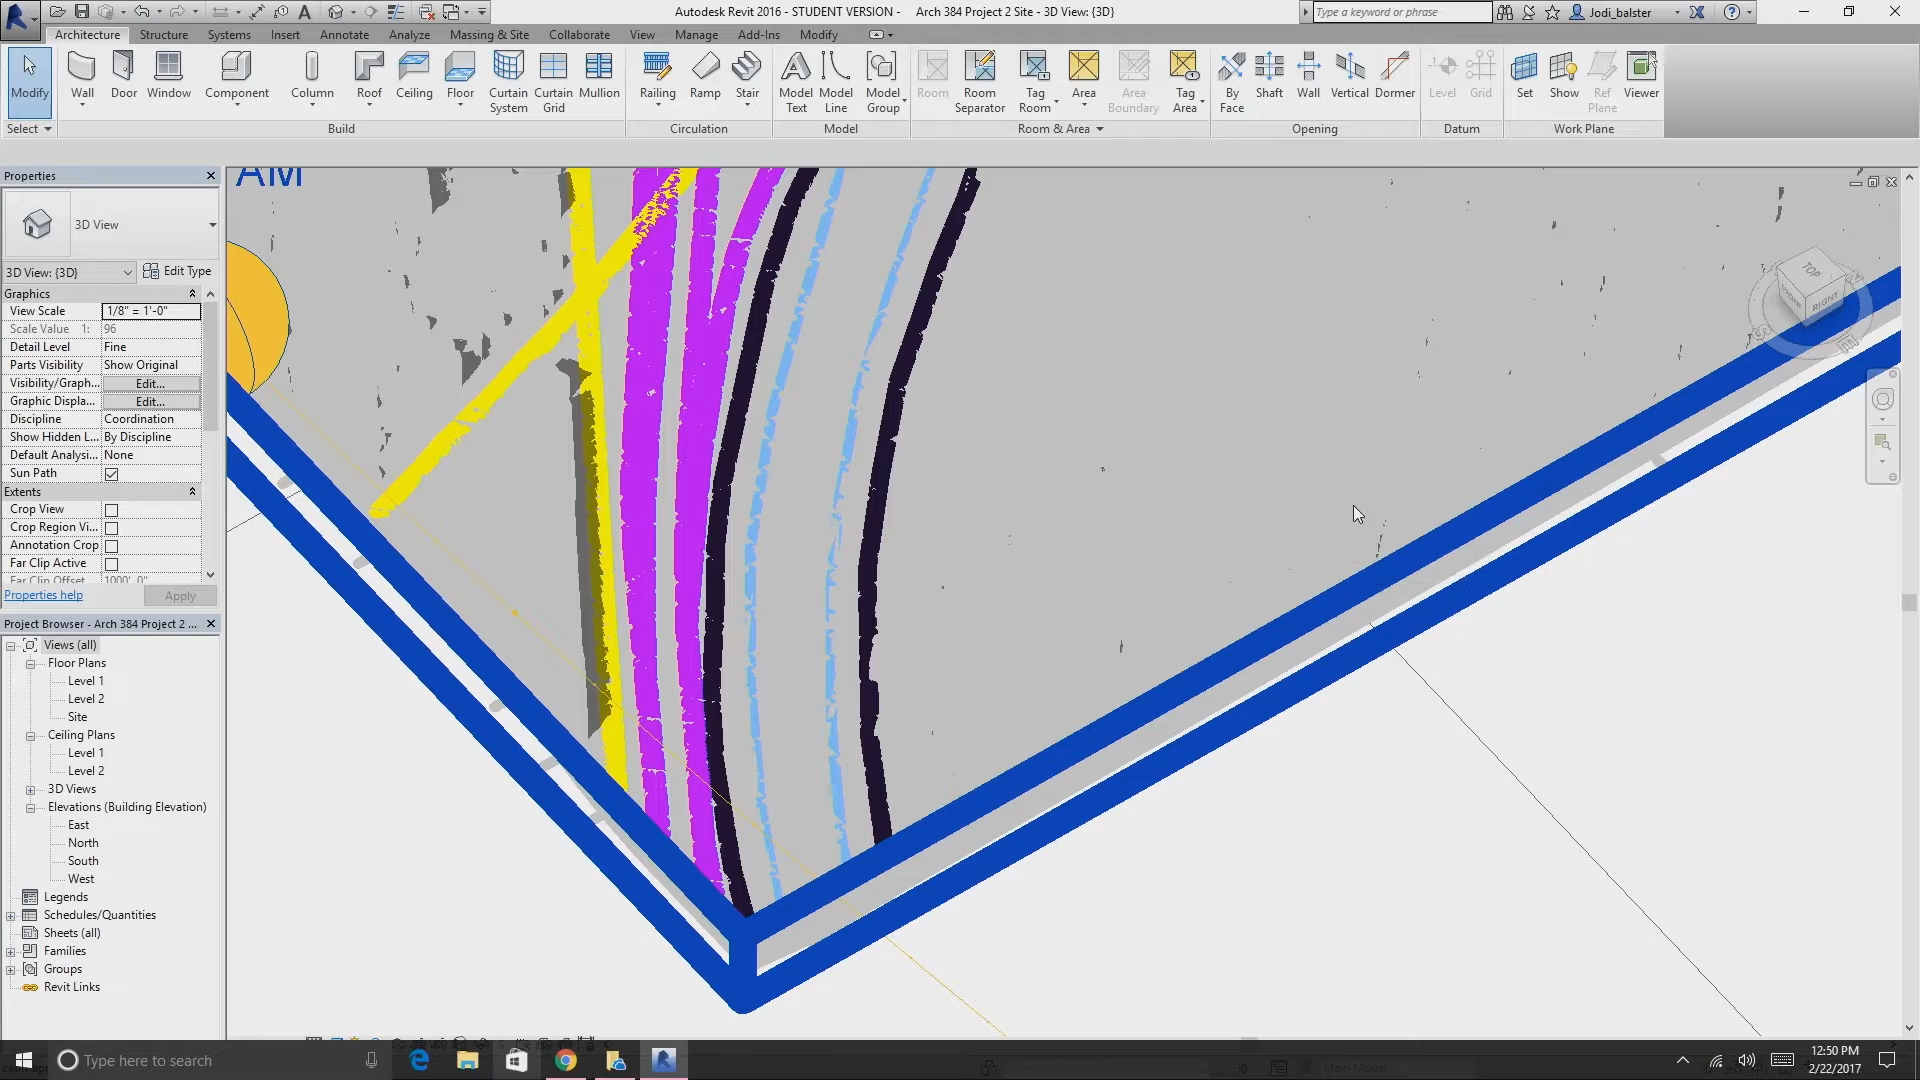 Autodesk Revit 2016 - STUDENT VERSION - Arch 384 Project 2 Site - 3D View: {3D}
Type a keyword or phrase
Jodi_balster
Architecture Structure Systems Insert Annotate Analyze Massing & Site Collaborate View Manage Add-Ins Modify
Modify
Wall
Door
Window
Component
Column
Roof
Ceiling
Floor
Curtain System
Curtain Grid
Mullion
Railing
Ramp
Stair
Model Text
Model Line
Model Group
Room
Room Separator
Tag Room
Area
Area Boundary
Tag Area
By Face
Shaft
Wall
Vertical
Dormer
Level
Grid
Set
Show
Ref Plane
Viewer
Select
Build
Circulation
Model
Room & Area
Opening
Datum
Work Plane
Properties
3D View
3D View: {3D}
Edit Type
Graphics
View Scale 1/8" = 1'-0"
Scale Value 1: 96
Detail Level Fine
Parts Visibility Show Original
Visibility/Graph... Edit...
Graphic Displa... Edit...
Discipline Coordination
Show Hidden L... By Discipline
Default Analysi... None
Sun Path
Extents
Crop View
Crop Region Vi...
Annotation Crop
Far Clip Active
Far Clip Offset 1000' 0"
Properties help
Apply
Project Browser - Arch 384 Project 2 ...
Views (all)
Floor Plans
Level 1
Level 2
Site
Ceiling Plans
Level 1
Level 2
3D Views
Elevations (Building Elevation)
East
North
South
West
Legends
Schedules/Quantities
Sheets (all)
Families
Groups
Revit Links
AM
TOP
RIGHT
Type here to search
Main Model
12:50 PM
2/22/2017